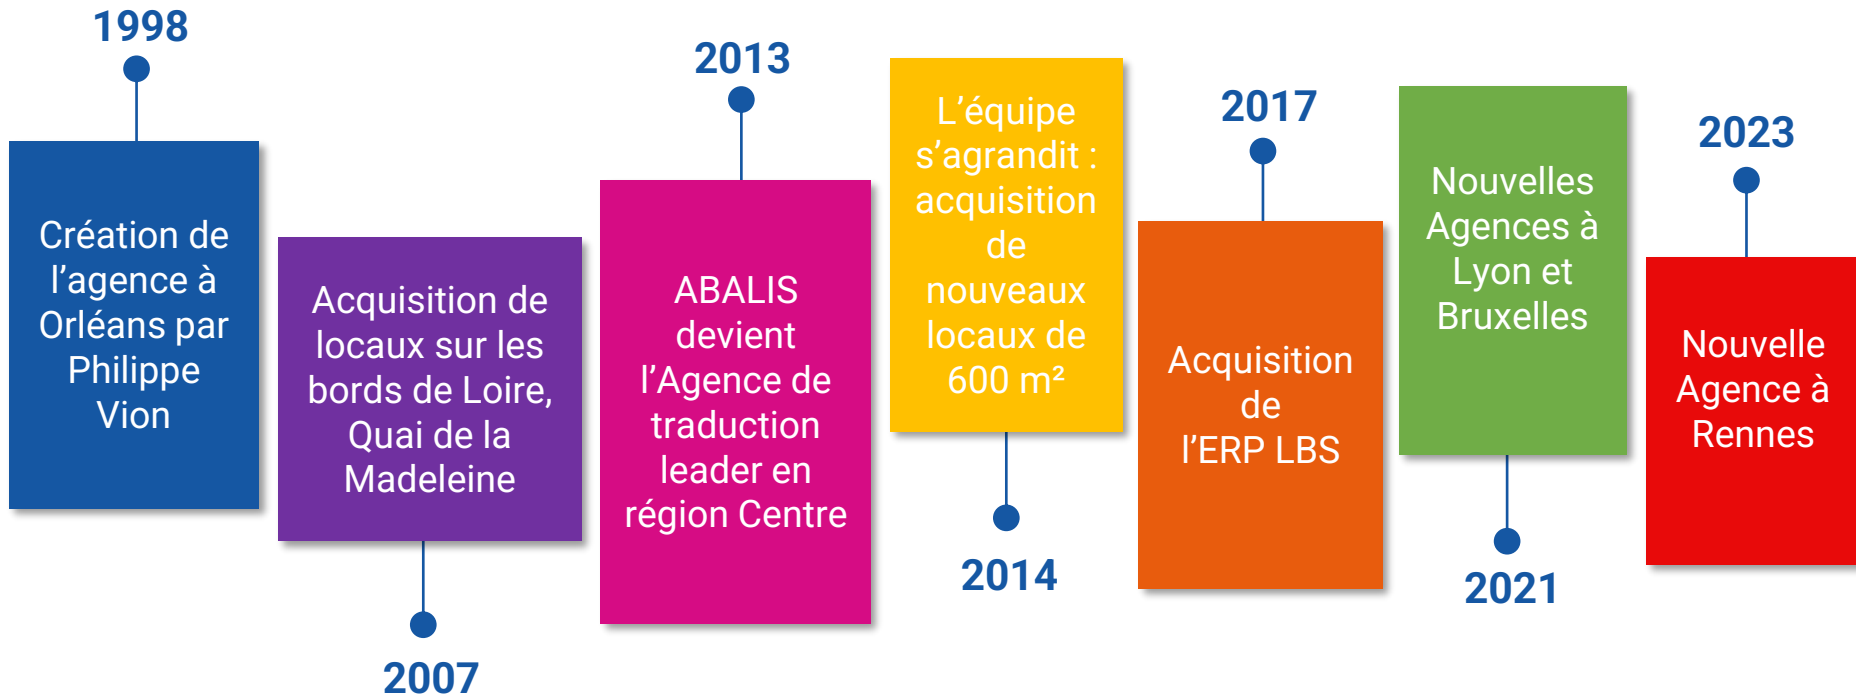 1998
Création de
l’agence à
Orléans par
Philippe
Vion
Acquisition de
locaux sur les
bords de Loire,
Quai de la
Madeleine
2007
2013
ABALIS
devient
l’Agence de
traduction
leader en
région Centre
L’équipe
s’agrandit :
acquisition
de
nouveaux
locaux de
600 m²
2014
2017
Acquisition
de
l’ERP LBS
Nouvelles
Agences à
Lyon et
Bruxelles
2021
2023
Nouvelle
Agence à
Rennes